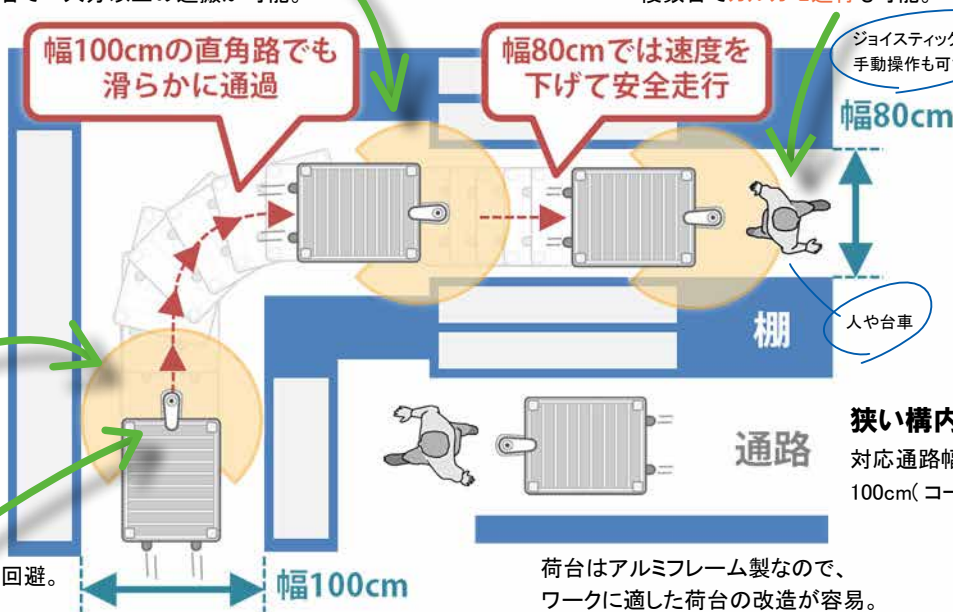 幅100cmの直角路でも
滑らかに通過
幅80cmでは速度を
下げて安全走行
ジョイスティック
手動操作も可
幅80cm
人や台車
棚
通路
狭い構内
対応通路幅
100cm(コー
回避。
幅100cm
荷台はアルミフレーム製なので、
ワークに適した荷台の改造が容易。